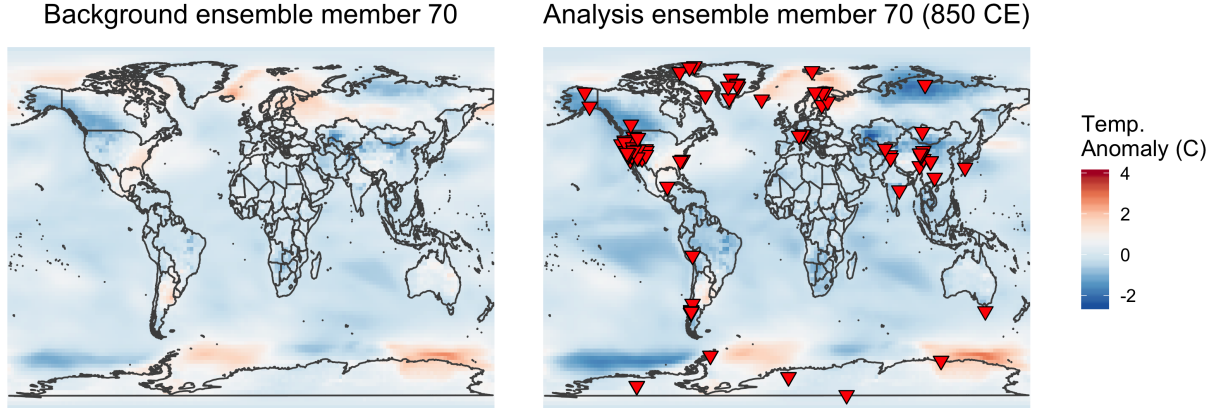 Background ensemble member 70
Analysis ensemble member 70 (850 CE)
Temp.
Anomaly (C)
4
2
0
-2